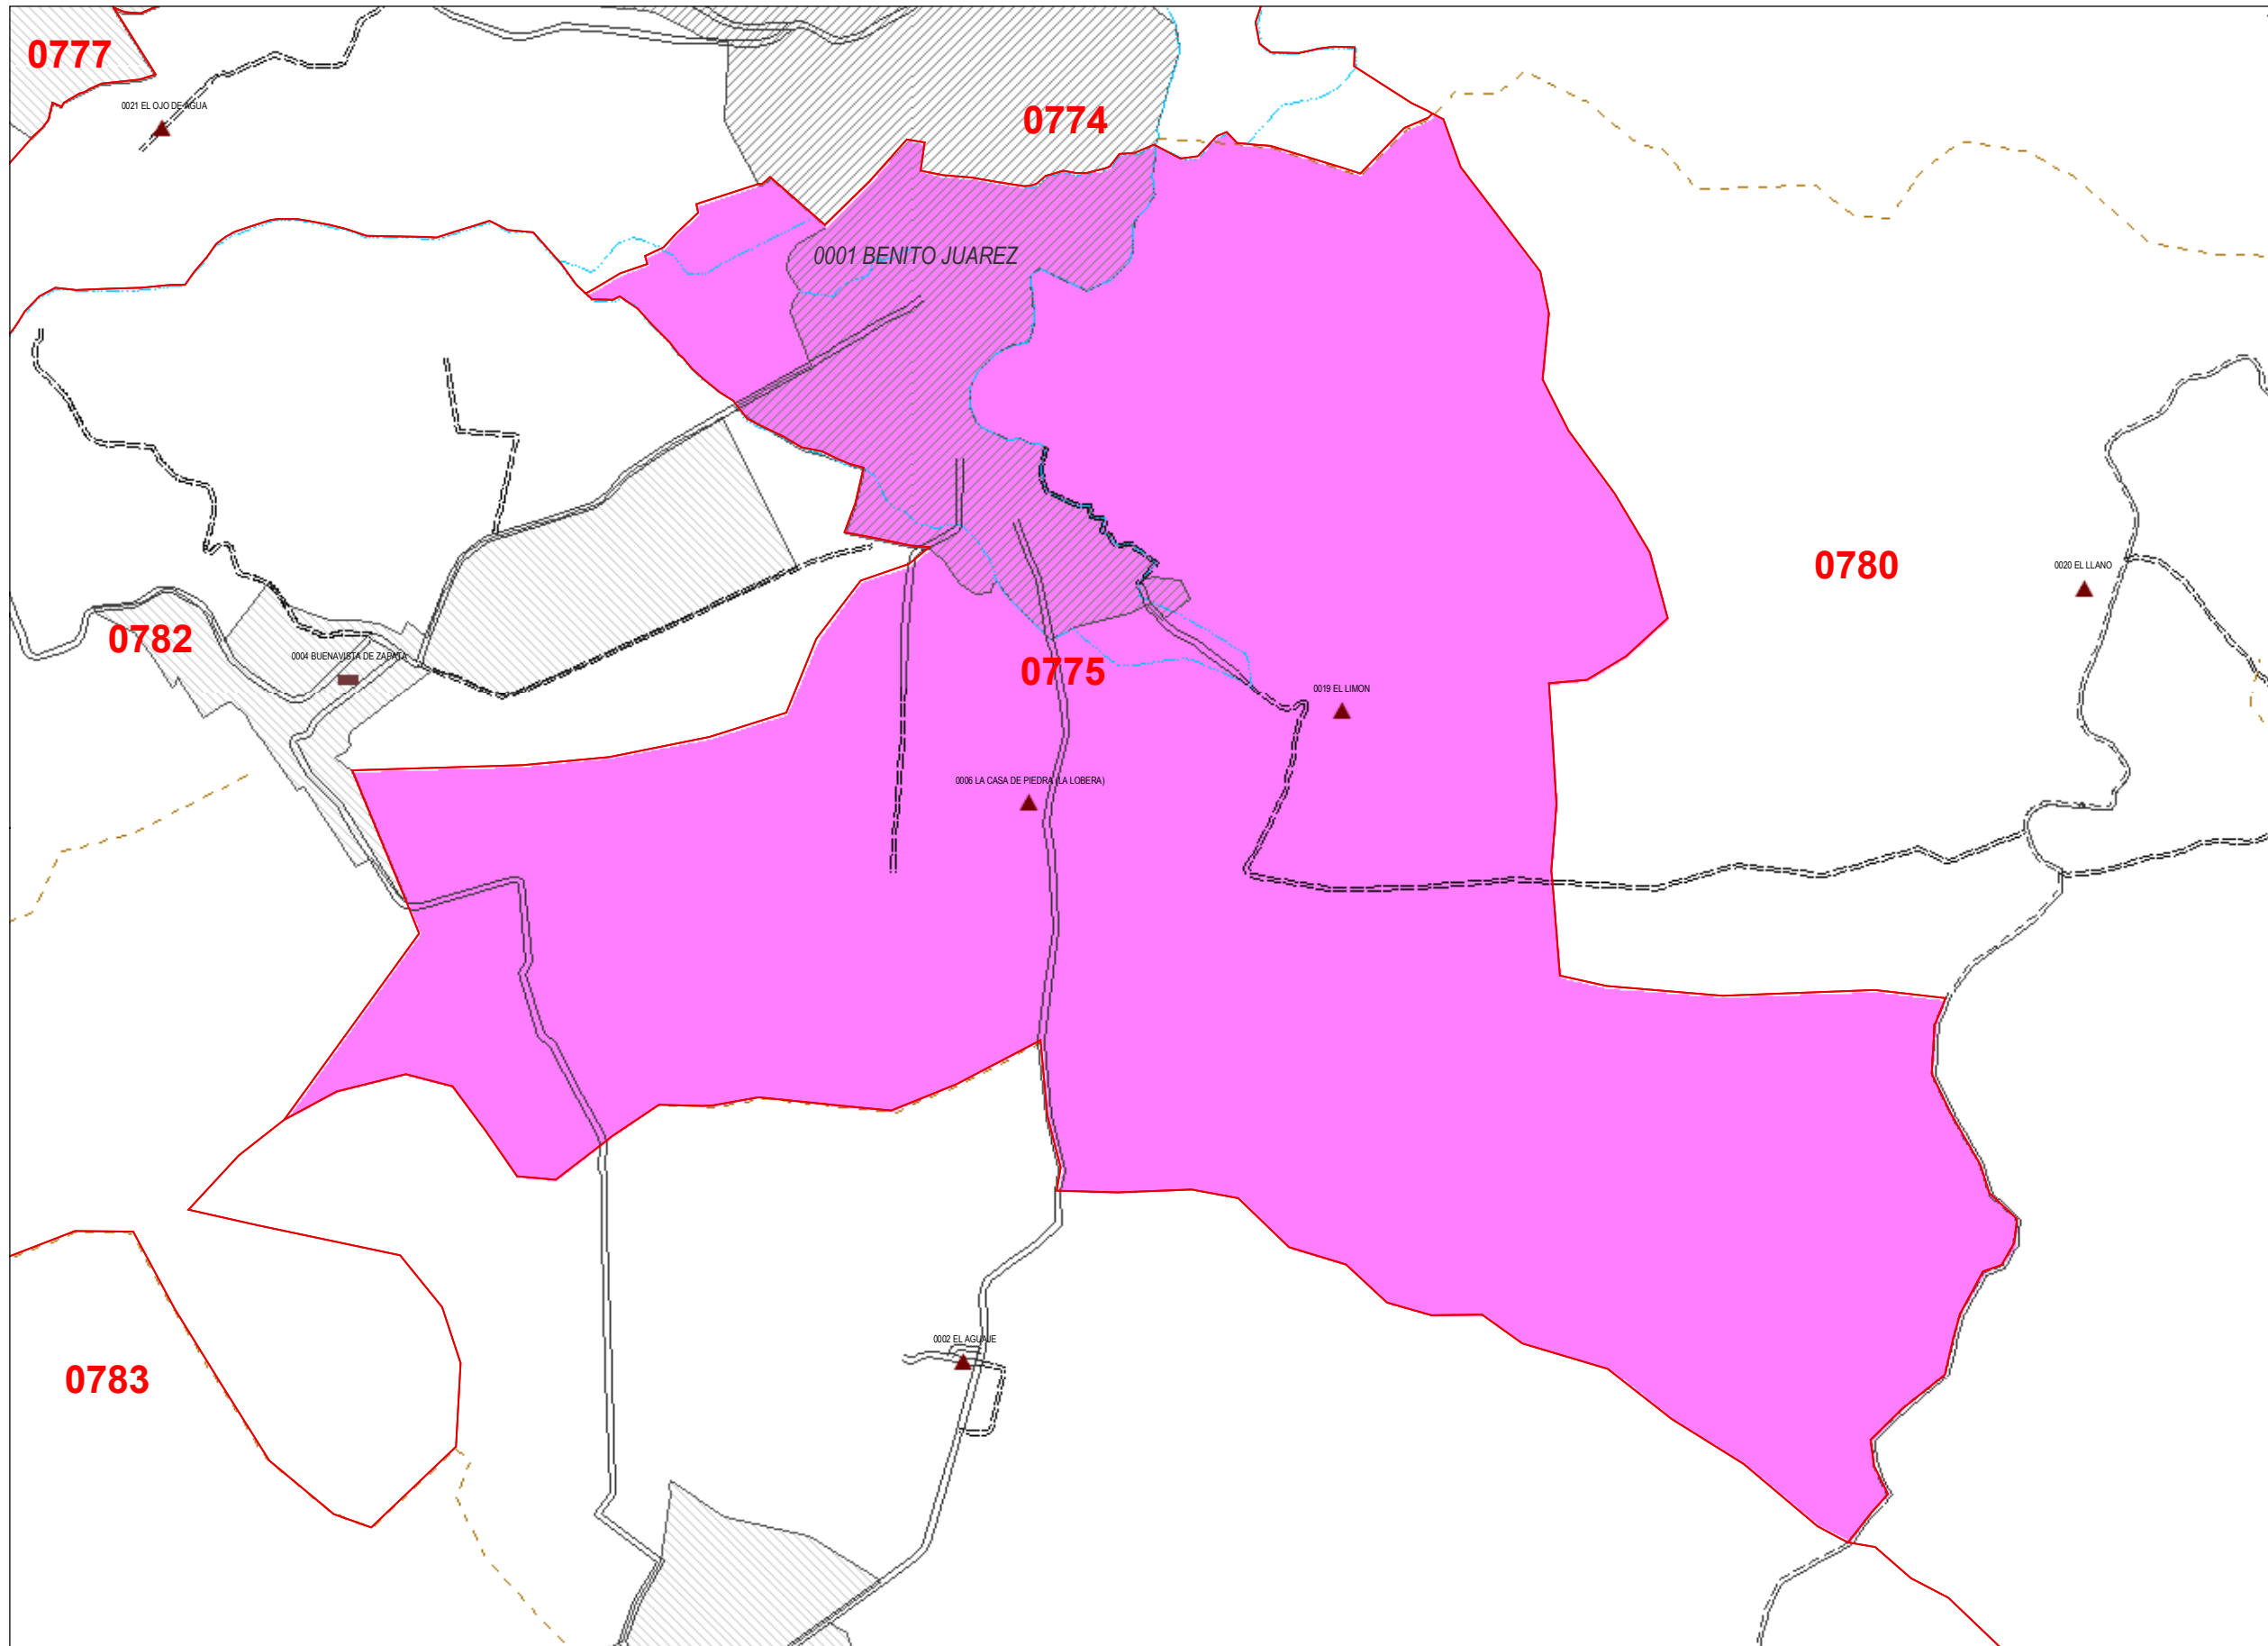 0777
0021 EL OJO DE AGUA
0774
0001 BENITO JUAREZ
0780
0020 EL LLANO
0782
0004 BUENAVISTA DE ZAPATA
0775
0019 EL LIMON
0006 LA CASA DE PIEDRA (LA LOBERA)
0002 EL AGUAJE
0783